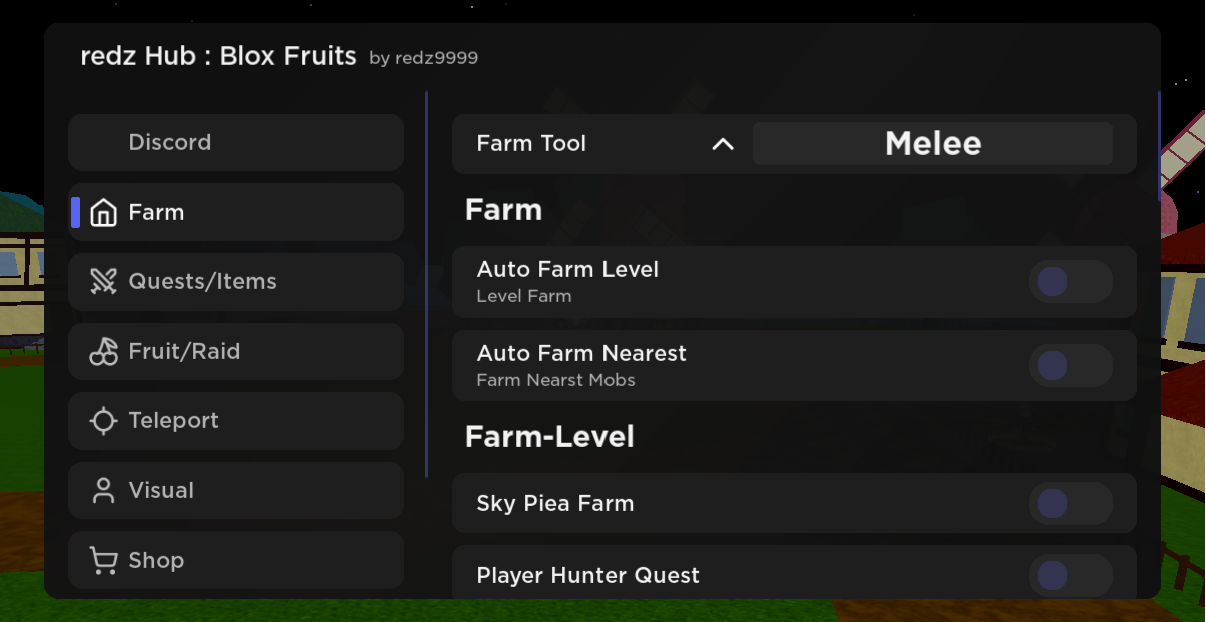 redz Hub : Blox Fruits by redz9999
Discord
Farm
Quests/Items
Fruit/Raid
Teleport
Visual
Shop
Farm Tool
Melee
Farm
Auto Farm Level
Level Farm
Auto Farm Nearest
Farm Nearst Mobs
Farm-Level
Sky Piea Farm
Player Hunter Quest